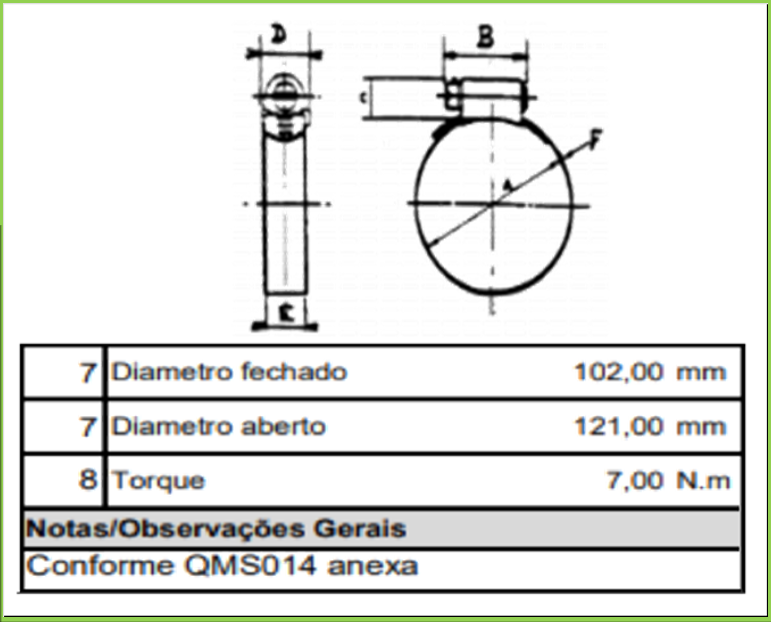 D
B
C
F
A
E
7 Diametro fechado 102,00 mm
7 Diametro aberto 121,00 mm
8 Torque 7,00 N.m
Notas/Observações Gerais
Conforme QMS014 anexa